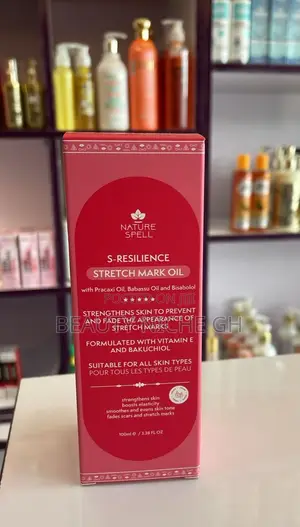 NATURE
SPELL
S-RESILIENCE
STRETCH MARK OIL
with Pracaxi Oil, Babassu Oil and Bisabolol
STRENGTHENS SKIN TO PREVENT
AND FADE THE APPEARANCE OF
STRETCH MARKS
FORMULATED WITH VITAMIN E
AND BAKUCHIOL
SUITABLE FOR ALL SKIN TYPES
POUR TOUS LES TYPES DE PEAU
strengthens skin
boosts elasticity
smoothes and evens skin tone
fades scars and stretch marks
100ml / 3.38 FL.OZ